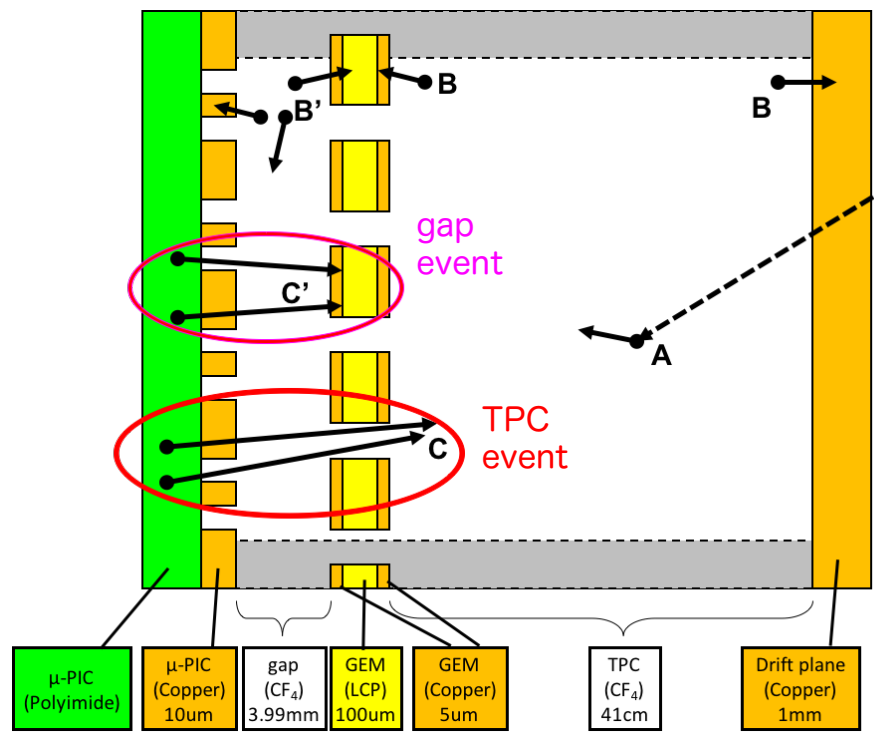 B
B'
B
gap
event
C'
A
TPC
event
C
μ-PIC
(Polyimide)
μ-PIC
(Copper)
10um
gap
(CF₄)
3.99mm
GEM
(LCP)
100um
GEM
(Copper)
5um
TPC
(CF₄)
41cm
Drift plane
(Copper)
1mm